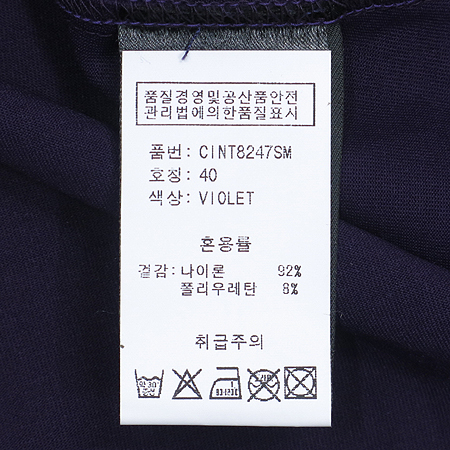 품질경영및공산품안전
관리법에의한품질표시
품번: CINT8247SM
호칭: 40
색상: VIOLET
혼용률
겉감: 나이론 92%
폴리우레탄 8%
취급주의